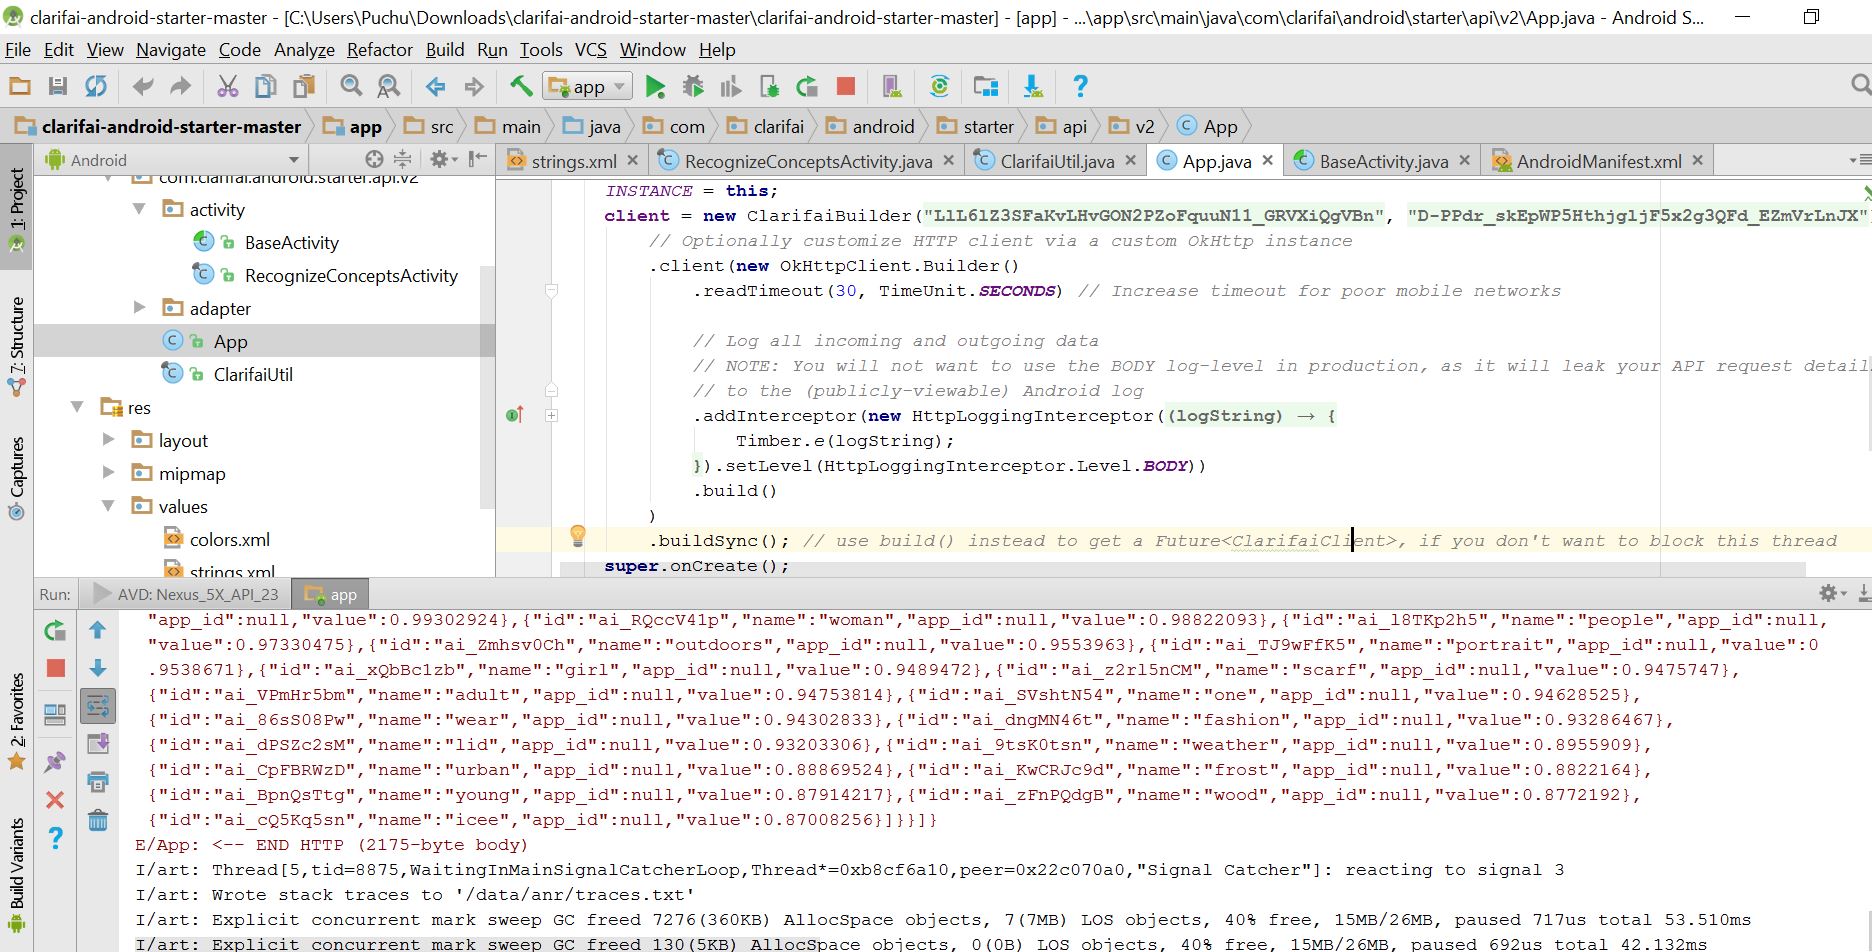 clarifai-android-starter-master - [C:\Users\Puchu\Downloads\clarifai-android-starter-master\clarifai-android-starter-master] - [app] - ...\app\src\main\java\com\clarifai\android\starter\api\v2\App.java - Android S...
File Edit View Navigate Code Analyze Refactor Build Run Tools VCS Window Help
app
clarifai-android-starter-master app src main java com clarifai android starter api v2 App
Android
strings.xml RecognizeConceptsActivity.java ClarifaiUtil.java App.java BaseActivity.java AndroidManifest.xml
1: Project
7: Structure
Captures
2: Favorites
Build Variants
com.clarifai.android.starter.api.v2
activity
BaseActivity
RecognizeConceptsActivity
adapter
App
ClarifaiUtil
res
layout
mipmap
values
colors.xml
strings.xml
INSTANCE = this;
client = new ClarifaiBuilder("LlL6lZ3SFaKvLHvGON2PZoFquuN11_GRVXiQgVBn", "D-PPdr_skEpWP5HthjgljF5x2g3QFd_EZmVrLnJX"
// Optionally customize HTTP client via a custom OkHttp instance
.client(new OkHttpClient.Builder()
.readTimeout(30, TimeUnit.SECONDS) // Increase timeout for poor mobile networks
// Log all incoming and outgoing data
// NOTE: You will not want to use the BODY log-level in production, as it will leak your API request detail
// to the (publicly-viewable) Android log
.addInterceptor(new HttpLoggingInterceptor((logString) → {
Timber.e(logString);
}).setLevel(HttpLoggingInterceptor.Level.BODY))
.build()
)
.buildSync(); // use build() instead to get a Future<ClarifaiClient>, if you don't want to block this thread
super.onCreate();
Run: AVD: Nexus_5X_API_23 app
"app_id":null,"value":0.99302924},{"id":"ai_RQccV41p","name":"woman","app_id":null,"value":0.98822093},{"id":"ai_l8TKp2h5","name":"people","app_id":null,
"value":0.97330475},{"id":"ai_Zmhsv0Ch","name":"outdoors","app_id":null,"value":0.9553963},{"id":"ai_TJ9wFfK5","name":"portrait","app_id":null,"value":0
.9538671},{"id":"ai_xQbBc1zb","name":"girl","app_id":null,"value":0.9489472},{"id":"ai_z2rl5nCM","name":"scarf","app_id":null,"value":0.9475747},
{"id":"ai_VPmHr5bm","name":"adult","app_id":null,"value":0.94753814},{"id":"ai_SVshtN54","name":"one","app_id":null,"value":0.94628525},
{"id":"ai_86sS08Pw","name":"wear","app_id":null,"value":0.94302833},{"id":"ai_dngMN46t","name":"fashion","app_id":null,"value":0.93286467},
{"id":"ai_dPSZc2sM","name":"lid","app_id":null,"value":0.93203306},{"id":"ai_9tsK0tsn","name":"weather","app_id":null,"value":0.8955909},
{"id":"ai_CpFBRWzD","name":"urban","app_id":null,"value":0.88869524},{"id":"ai_KwCRJc9d","name":"frost","app_id":null,"value":0.8822164},
{"id":"ai_BpnQsTtg","name":"young","app_id":null,"value":0.87914217},{"id":"ai_zFnPQdgB","name":"wood","app_id":null,"value":0.8772192},
{"id":"ai_cQ5Kq5sn","name":"icee","app_id":null,"value":0.87008256}]}}]}
E/App: <-- END HTTP (2175-byte body)
I/art: Thread[5,tid=8875,WaitingInMainSignalCatcherLoop,Thread*=0xb8cf6a10,peer=0x22c070a0,"Signal Catcher"]: reacting to signal 3
I/art: Wrote stack traces to '/data/anr/traces.txt'
I/art: Explicit concurrent mark sweep GC freed 7276(360KB) AllocSpace objects, 7(7MB) LOS objects, 40% free, 15MB/26MB, paused 717us total 53.510ms
I/art: Explicit concurrent mark sweep GC freed 130(5KB) AllocSpace objects, 0(0B) LOS objects, 40% free, 15MB/26MB, paused 692us total 42.132ms